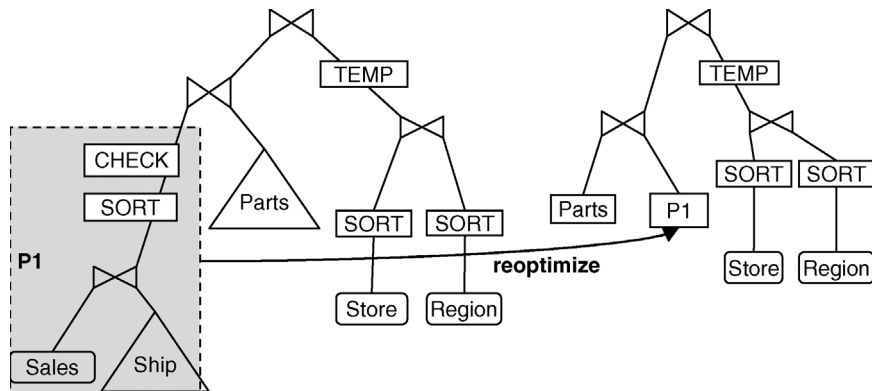 TEMP
TEMP
CHECK
SORT
Parts
SORT
SORT
Parts
P1
SORT
SORT
P1
reoptimize
Store
Region
Store
Region
Sales
Ship